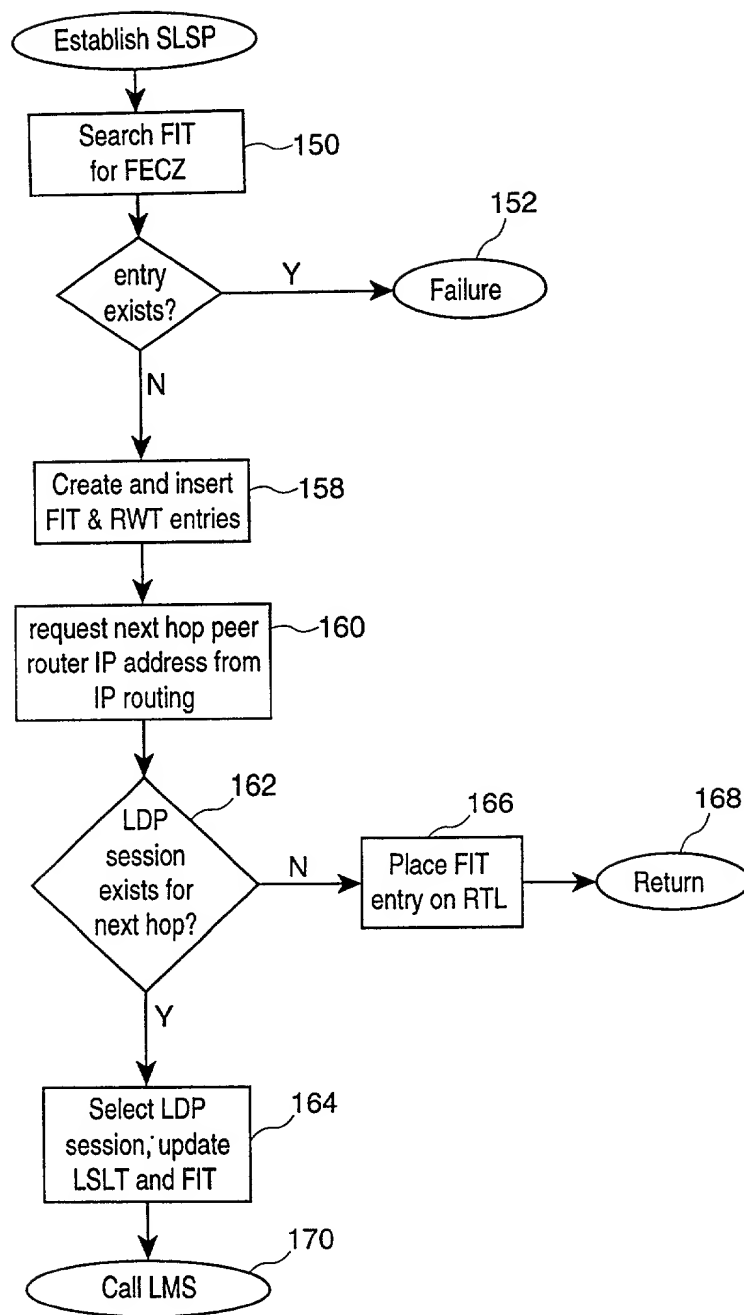 Establish SLSP
Search FIT
for FECZ
150
152
entry
exists?
Y
Failure
N
Create and insert
FIT & RWT entries
158
request next hop peer
router IP address from
IP routing
160
162
LDP
session
exists for
next hop?
N
166
Place FIT
entry on RTL
168
Return
Y
Select LDP
session; update
LSLT and FIT
164
Call LMS
170